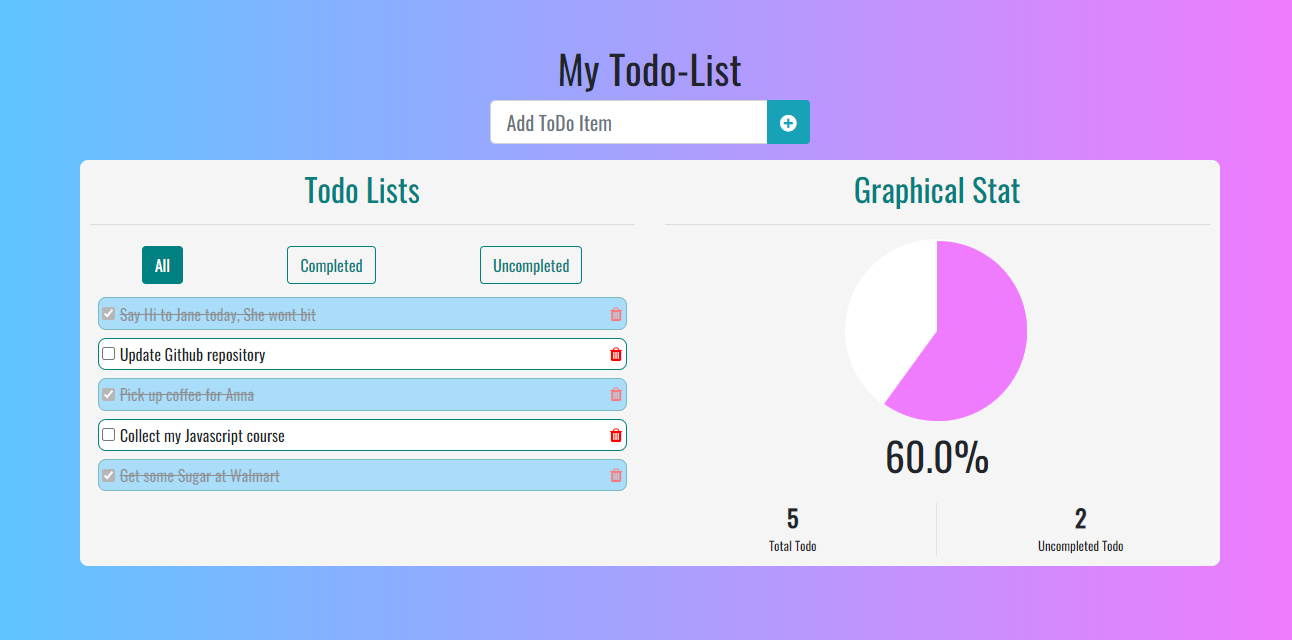 My Todo-List
Add ToDo Item
Todo Lists
All
Completed
Uncompleted
Say Hi to Jane today, She wont bit
Update Github repository
Pick up coffee for Anna
Collect my Javascript course
Get some Sugar at Walmart
Graphical Stat
60.0%
5
Total Todo
2
Uncompleted Todo